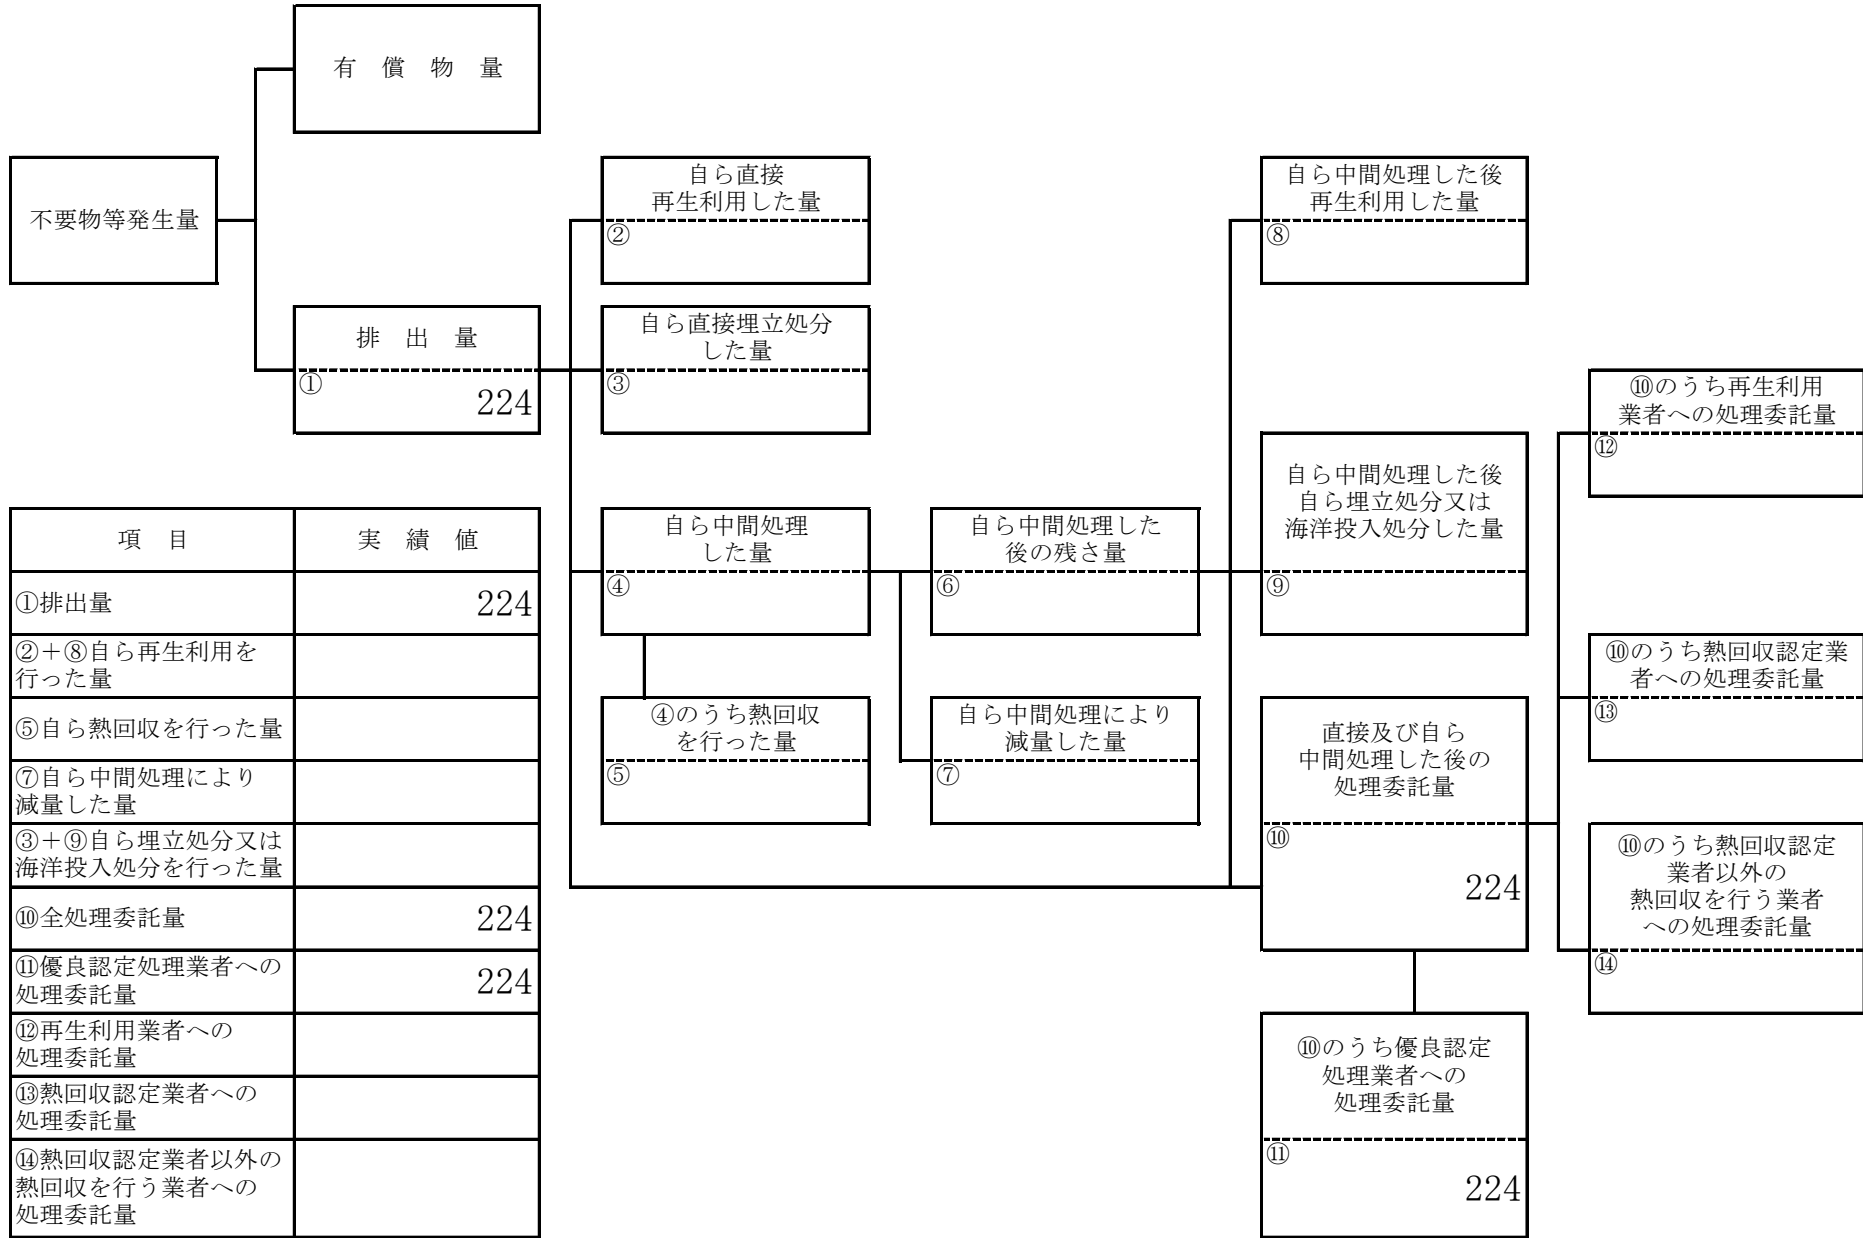 有 償 物 量
不要物等発生量
排 出 量
①
224
自ら直接
再生利用した量
②
自ら直接埋立処分
した量
③
自ら中間処理
した量
④
④のうち熱回収
を行った量
⑤
自ら中間処理した
後の残さ量
⑥
自ら中間処理により
減量した量
⑦
自ら中間処理した後
再生利用した量
⑧
自ら中間処理した後
自ら埋立処分又は
海洋投入処分した量
⑨
直接及び自ら
中間処理した後の
処理委託量
⑩
224
⑩のうち優良認定
処理業者への
処理委託量
⑪
224
⑩のうち再生利用
業者への処理委託量
⑫
⑩のうち熱回収認定業
者への処理委託量
⑬
⑩のうち熱回収認定
業者以外の
熱回収を行う業者
への処理委託量
⑭
項 目 実 績 値
①排出量 224
②+⑧自ら再生利用を
行った量
⑤自ら熱回収を行った量
⑦自ら中間処理により
減量した量
③+⑨自ら埋立処分又は
海洋投入処分を行った量
⑩全処理委託量 224
⑪優良認定処理業者への
処理委託量 224
⑫再生利用業者への
処理委託量
⑬熱回収認定業者への
処理委託量
⑭熱回収認定業者以外の
熱回収を行う業者への
処理委託量